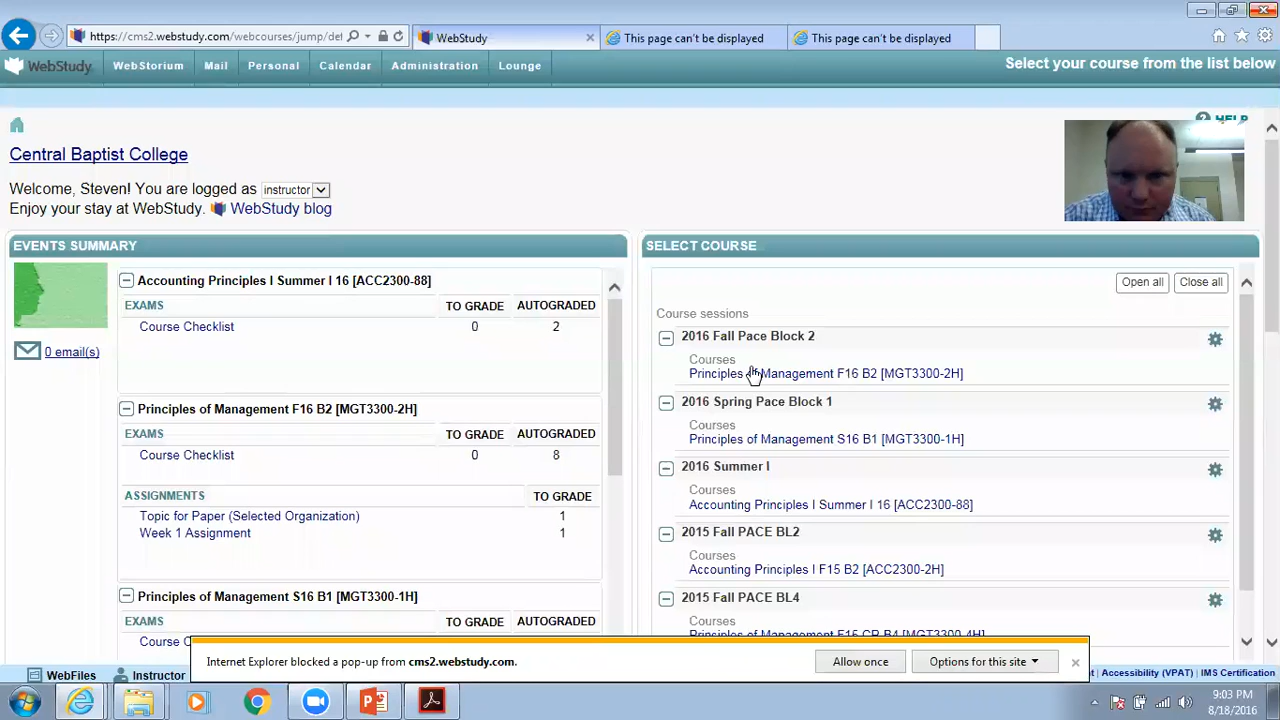 https://cms2.webstudy.com/webcourses/jump/def
WebStudy
This page can't be displayed
This page can't be displayed
WebStudy
WebStorium
Mail
Personal
Calendar
Administration
Lounge
Select your course from the list below
HELP
Central Baptist College
Welcome, Steven! You are logged as instructor
Enjoy your stay at WebStudy. WebStudy blog
EVENTS SUMMARY
0 email(s)
Accounting Principles I Summer I 16 [ACC2300-88]
EXAMS TO GRADE AUTOGRADED
Course Checklist 0 2
Principles of Management F16 B2 [MGT3300-2H]
EXAMS TO GRADE AUTOGRADED
Course Checklist 0 8
ASSIGNMENTS TO GRADE
Topic for Paper (Selected Organization) 1
Week 1 Assignment 1
Principles of Management S16 B1 [MGT3300-1H]
EXAMS TO GRADE AUTOGRADED
Course
SELECT COURSE
Open all Close all
Course sessions
2016 Fall Pace Block 2
Courses
Principles Management F16 B2 [MGT3300-2H]
2016 Spring Pace Block 1
Courses
Principles of Management S16 B1 [MGT3300-1H]
2016 Summer I
Courses
Accounting Principles I Summer I 16 [ACC2300-88]
2015 Fall PACE BL2
Courses
Accounting Principles I F15 B2 [ACC2300-2H]
2015 Fall PACE BL4
Courses
Principles of Management F15 CR B4 [MGT3300-4H]
Internet Explorer blocked a pop-up from cms2.webstudy.com.
Allow once
Options for this site
WebFiles
Instructor
Accessibility (VPAT) | IMS Certification
9:03 PM
8/18/2016